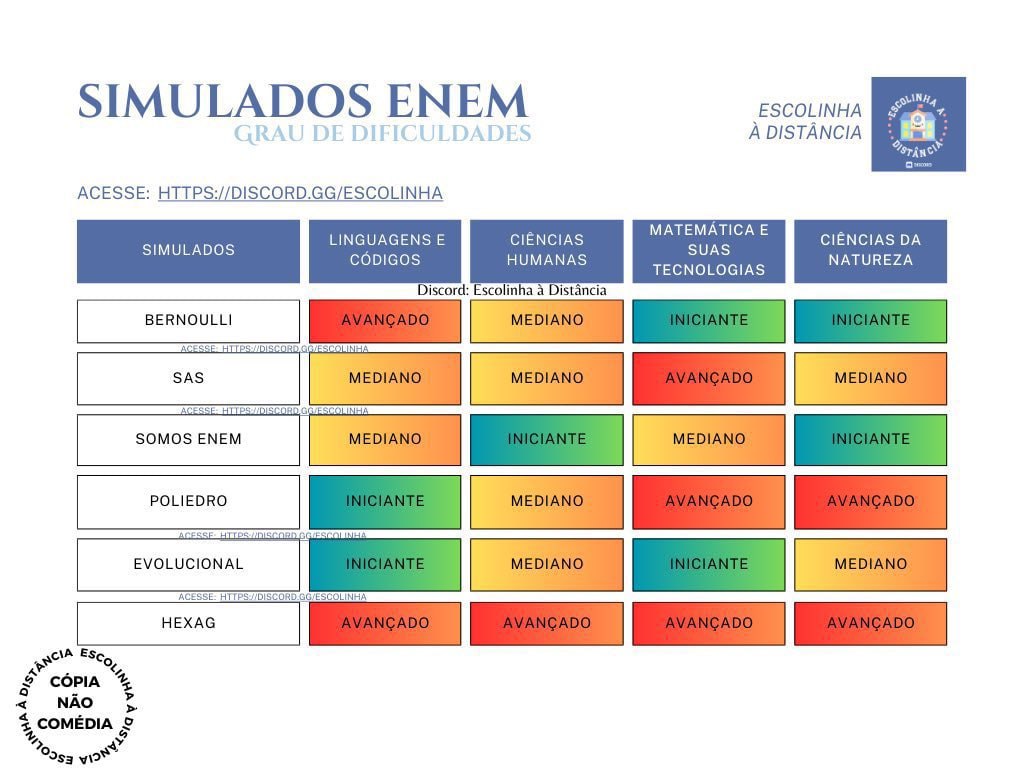 SIMULADOS ENEM
GRAU DE DIFICULDADES
ESCOLINHA
À DISTÂNCIA
ESCOLINHA À
DISTÂNCIA
DISCORD
ACESSE: HTTPS://DISCORD.GG/ESCOLINHA
SIMULADOS
LINGUAGENS E
CÓDIGOS
CIÊNCIAS
HUMANAS
MATEMÁTICA E
SUAS
TECNOLOGIAS
CIÊNCIAS DA
NATUREZA
Discord: Escolinha à Distância
BERNOULLI AVANÇADO MEDIANO INICIANTE INICIANTE
ACESSE: HTTPS://DISCORD.GG/ESCOLINHA
SAS MEDIANO MEDIANO AVANÇADO MEDIANO
ACESSE: HTTPS://DISCORD.GG/ESCOLINHA
SOMOS ENEM MEDIANO INICIANTE MEDIANO INICIANTE
POLIEDRO INICIANTE MEDIANO AVANÇADO AVANÇADO
ACESSE: HTTPS://DISCORD.GG/ESCOLINHA
EVOLUCIONAL INICIANTE MEDIANO INICIANTE MEDIANO
ACESSE: HTTPS://DISCORD.GG/ESCOLINHA
HEXAG AVANÇADO AVANÇADO AVANÇADO AVANÇADO
ESCOLINHA À DISTÂNCIA ESCOLINHA À DISTÂNCIA
CÓPIA
NÃO
COMÉDIA